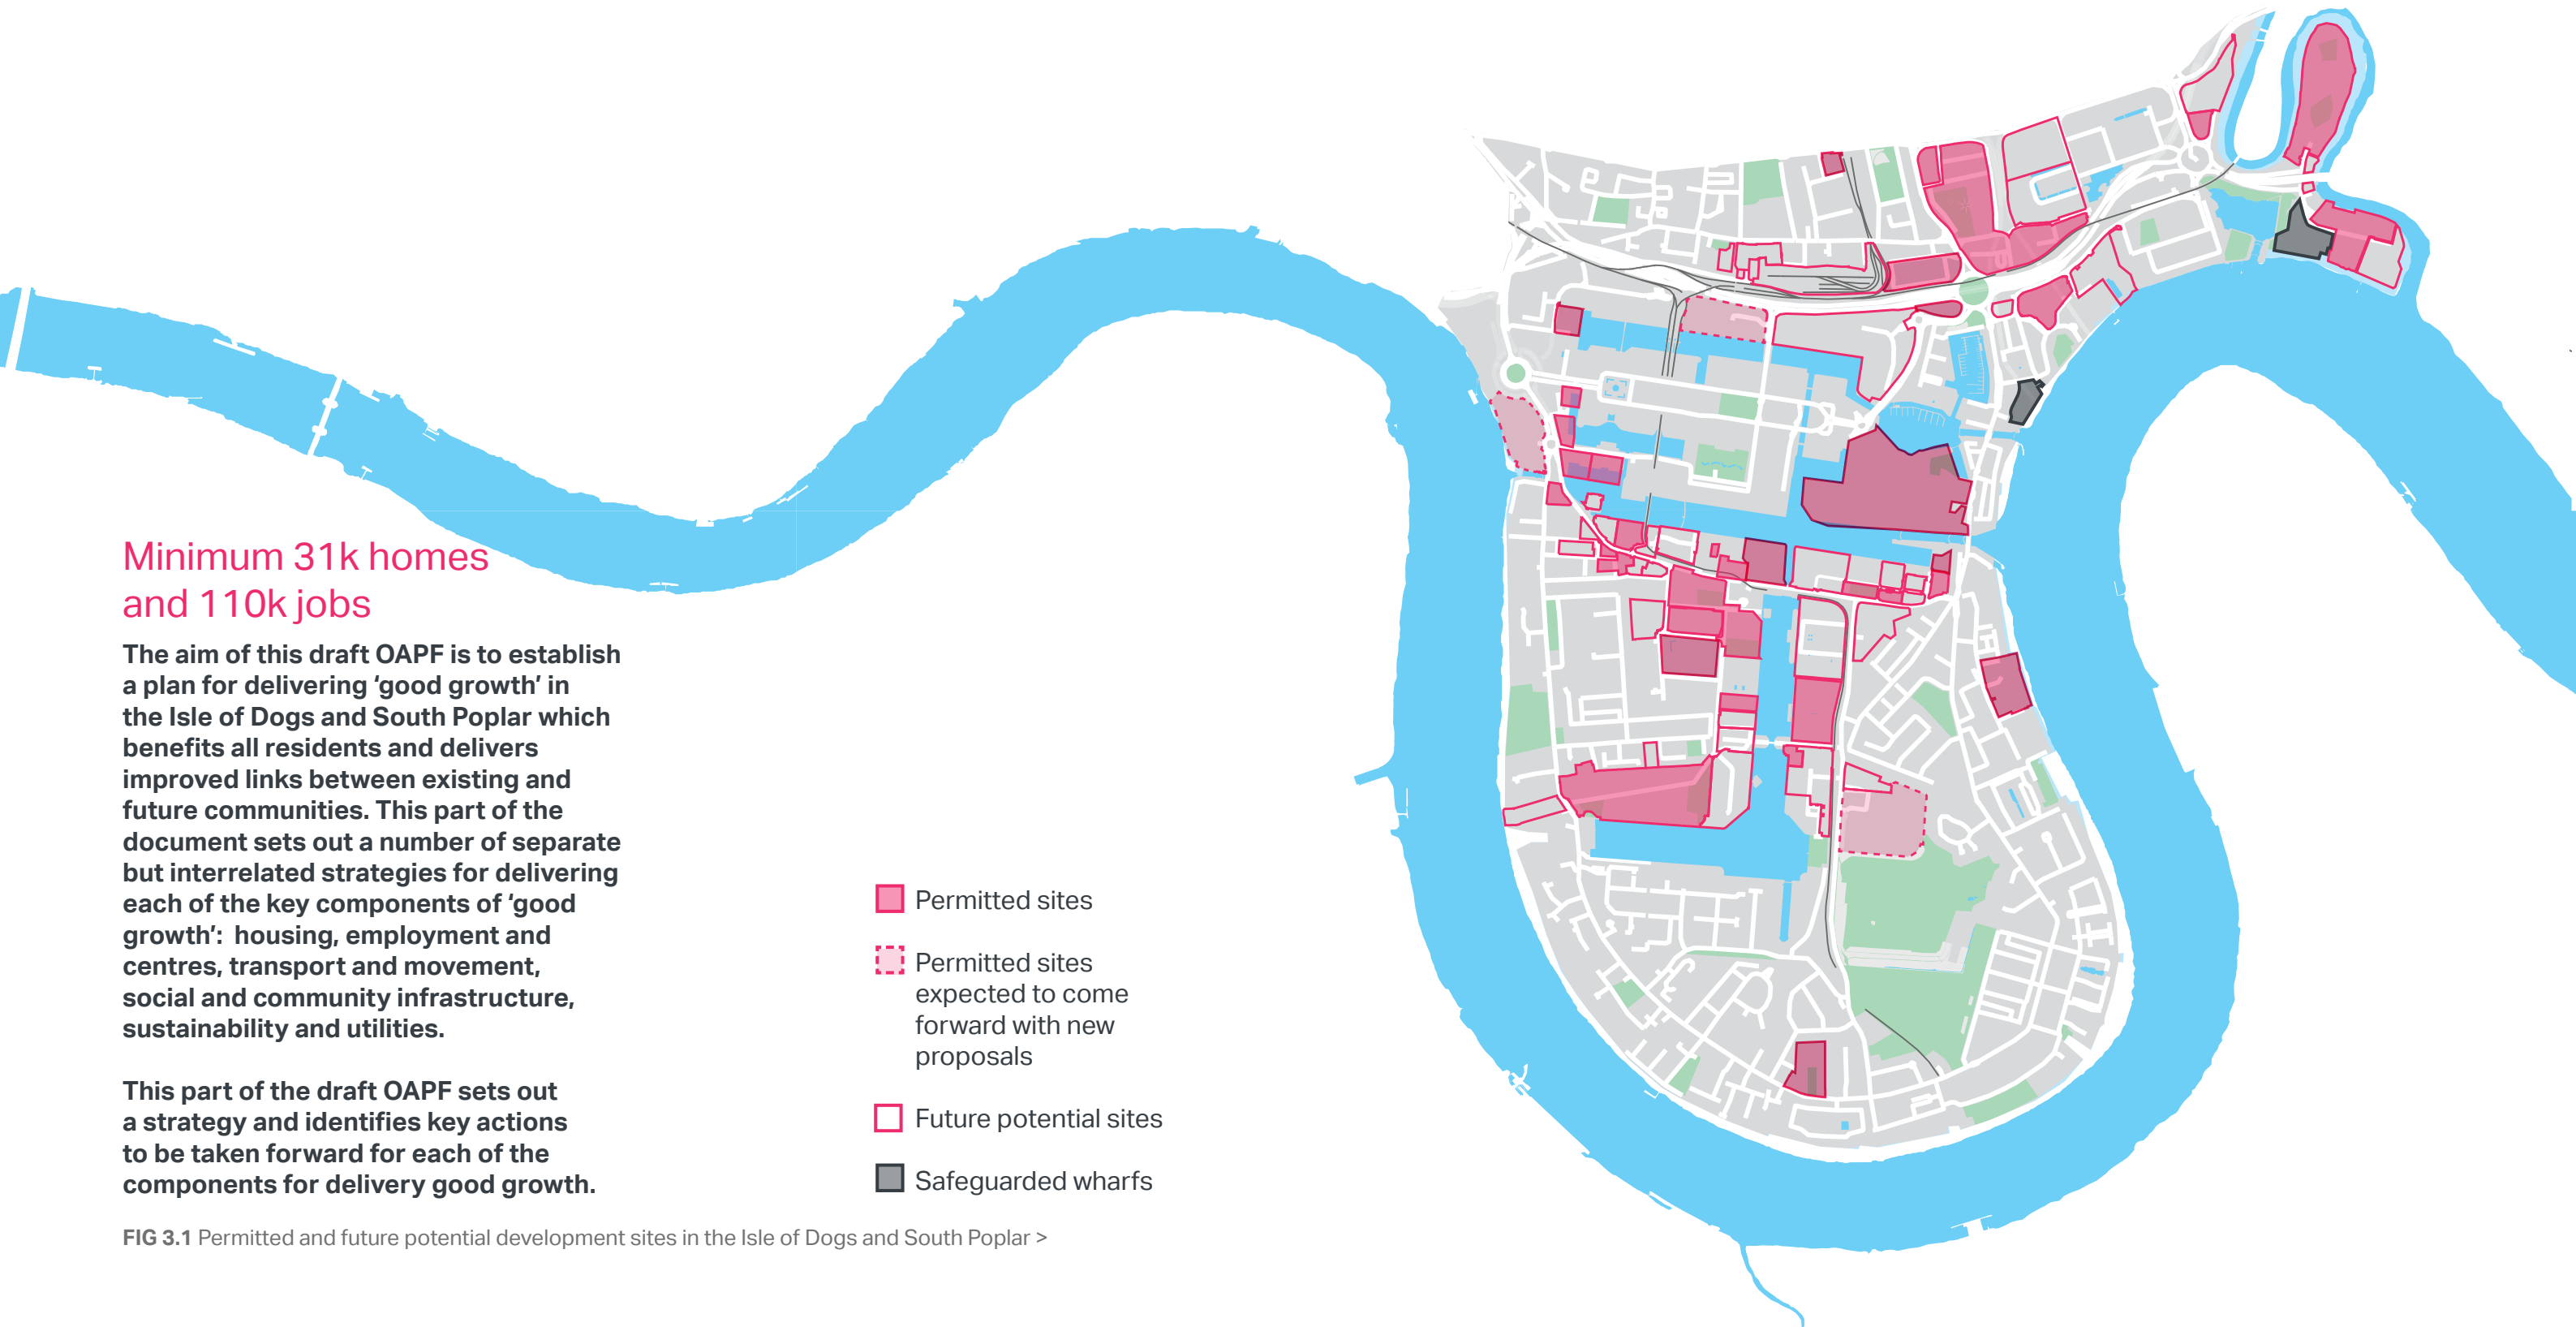 Minimum 31k homes
and 110k jobs
The aim of this draft OAPF is to establish
a plan for delivering ‘good growth’ in
the Isle of Dogs and South Poplar which
benefits all residents and delivers
improved links between existing and
future communities. This part of the
document sets out a number of separate
but interrelated strategies for delivering
each of the key components of ‘good
growth’:  housing, employment and
centres, transport and movement,
social and community infrastructure,
sustainability and utilities.
This part of the draft OAPF sets out
a strategy and identifies key actions
to be taken forward for each of the
components for delivery good growth.
FIG 3.1 Permitted and future potential development sites in the Isle of Dogs and South Poplar >
Permitted sites
Permitted sites
expected to come
forward with new
proposals
Future potential sites
Safeguarded wharfs